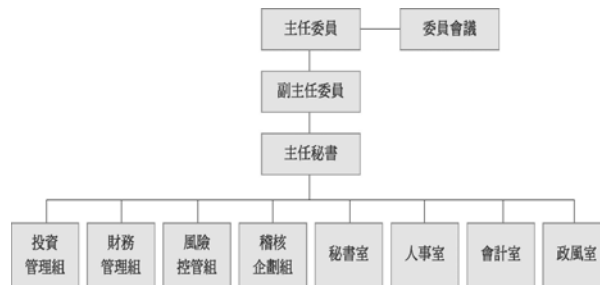 主任委員
委員會議
副主任委員
主任秘書
投資
管理組
財務
管理組
風險
控管組
稽核
企劃組
秘書室
人事室
會計室
政風室